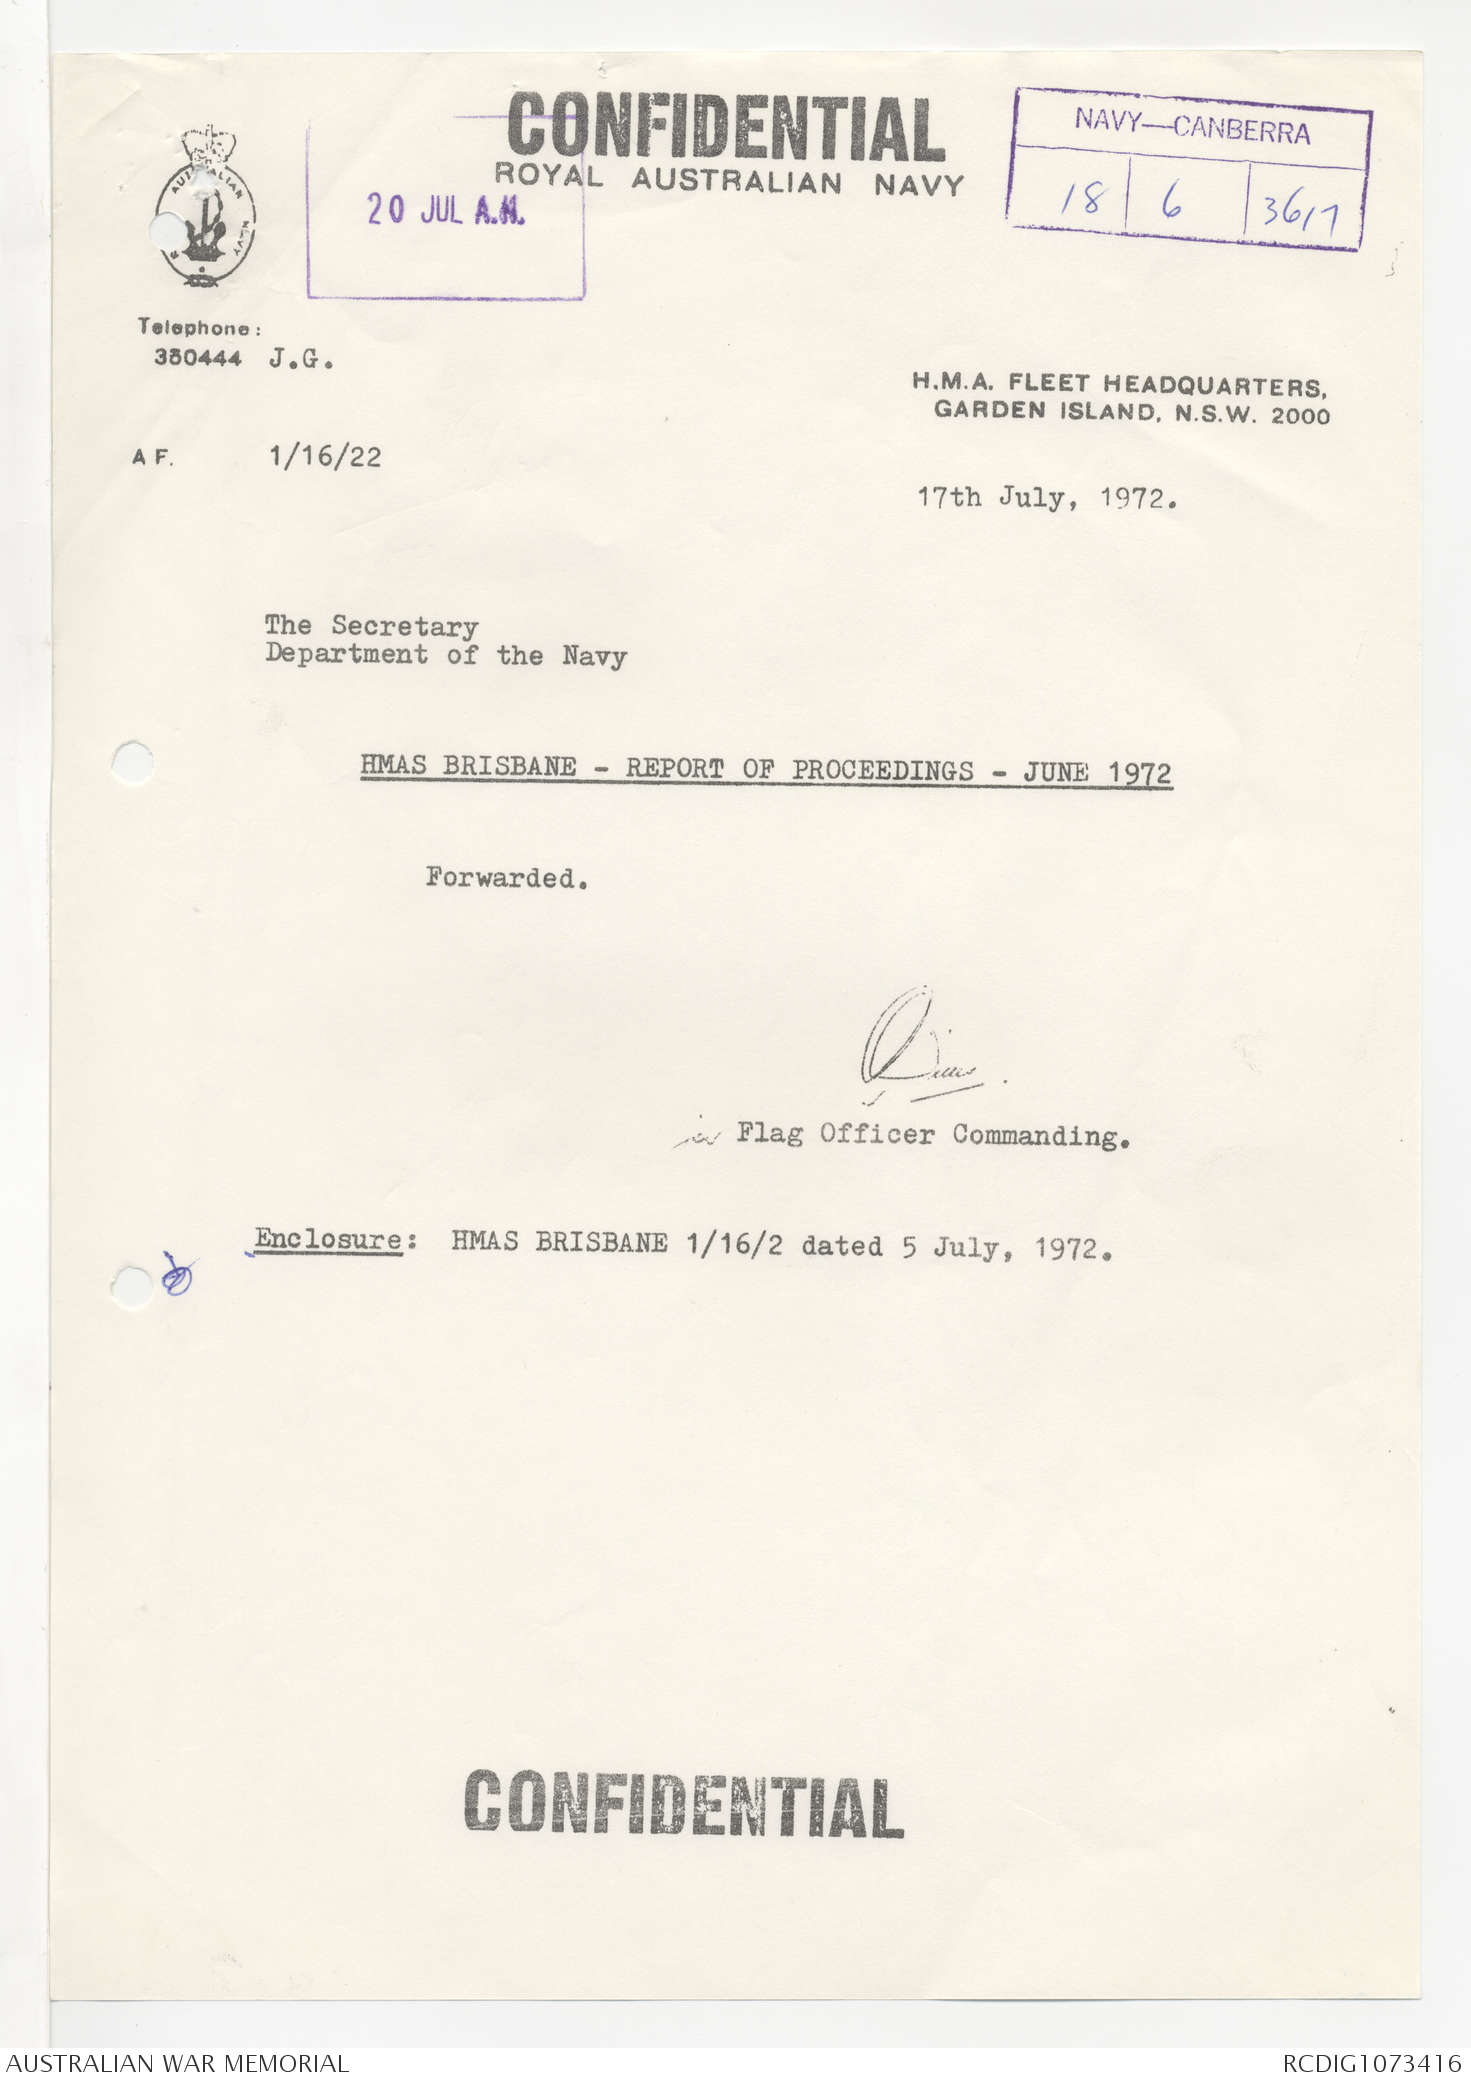 CONFIDENTIAL
ROYAL AUSTRALIAN NAVY
NAVY—CANBERRA
18 6 36/7
20 JUL A.M.
AUSTRALIAN NAVY
Telephone:
350444 J.G.
H.M.A. FLEET HEADQUARTERS,
GARDEN ISLAND, N.S.W. 2000
A F. 1/16/22
17th July, 1972.
The Secretary
Department of the Navy
HMAS BRISBANE - REPORT OF PROCEEDINGS - JUNE 1972
Forwarded.
Flag Officer Commanding.
Enclosure: HMAS BRISBANE 1/16/2 dated 5 July, 1972.
CONFIDENTIAL
AUSTRALIAN WAR MEMORIAL
RCDIG1073416